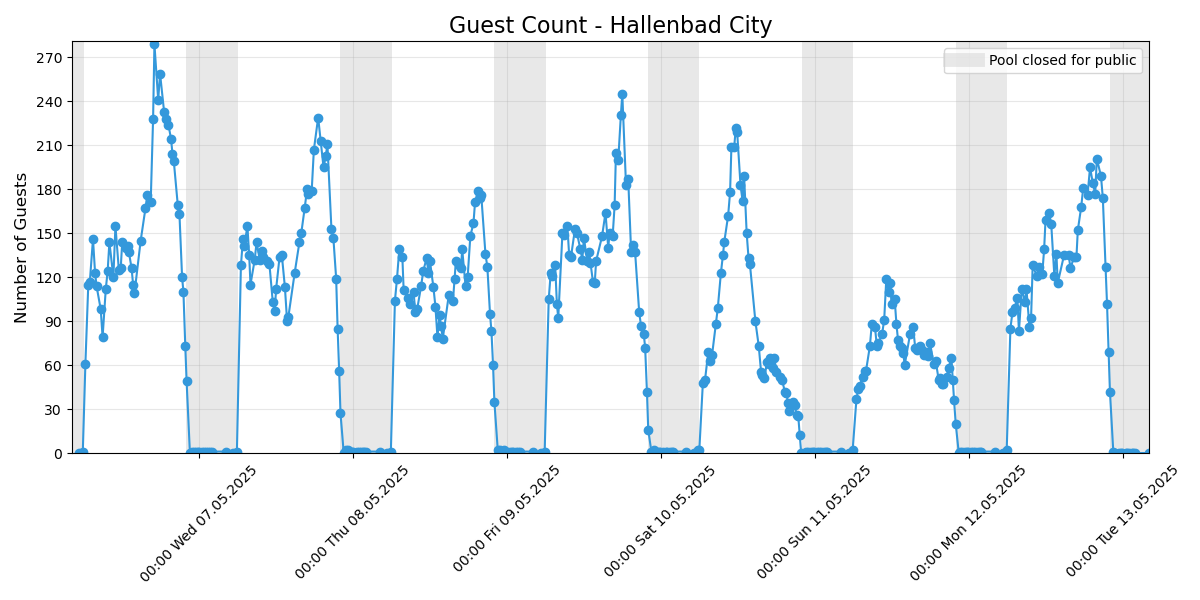 Guest Count - Hallenbad City
Pool closed for public
Number of Guests
270
240
210
180
150
120
90
60
30
0
00:00 Wed 07.05.2025
00:00 Thu 08.05.2025
00:00 Fri 09.05.2025
00:00 Sat 10.05.2025
00:00 Sun 11.05.2025
00:00 Mon 12.05.2025
00:00 Tue 13.05.2025